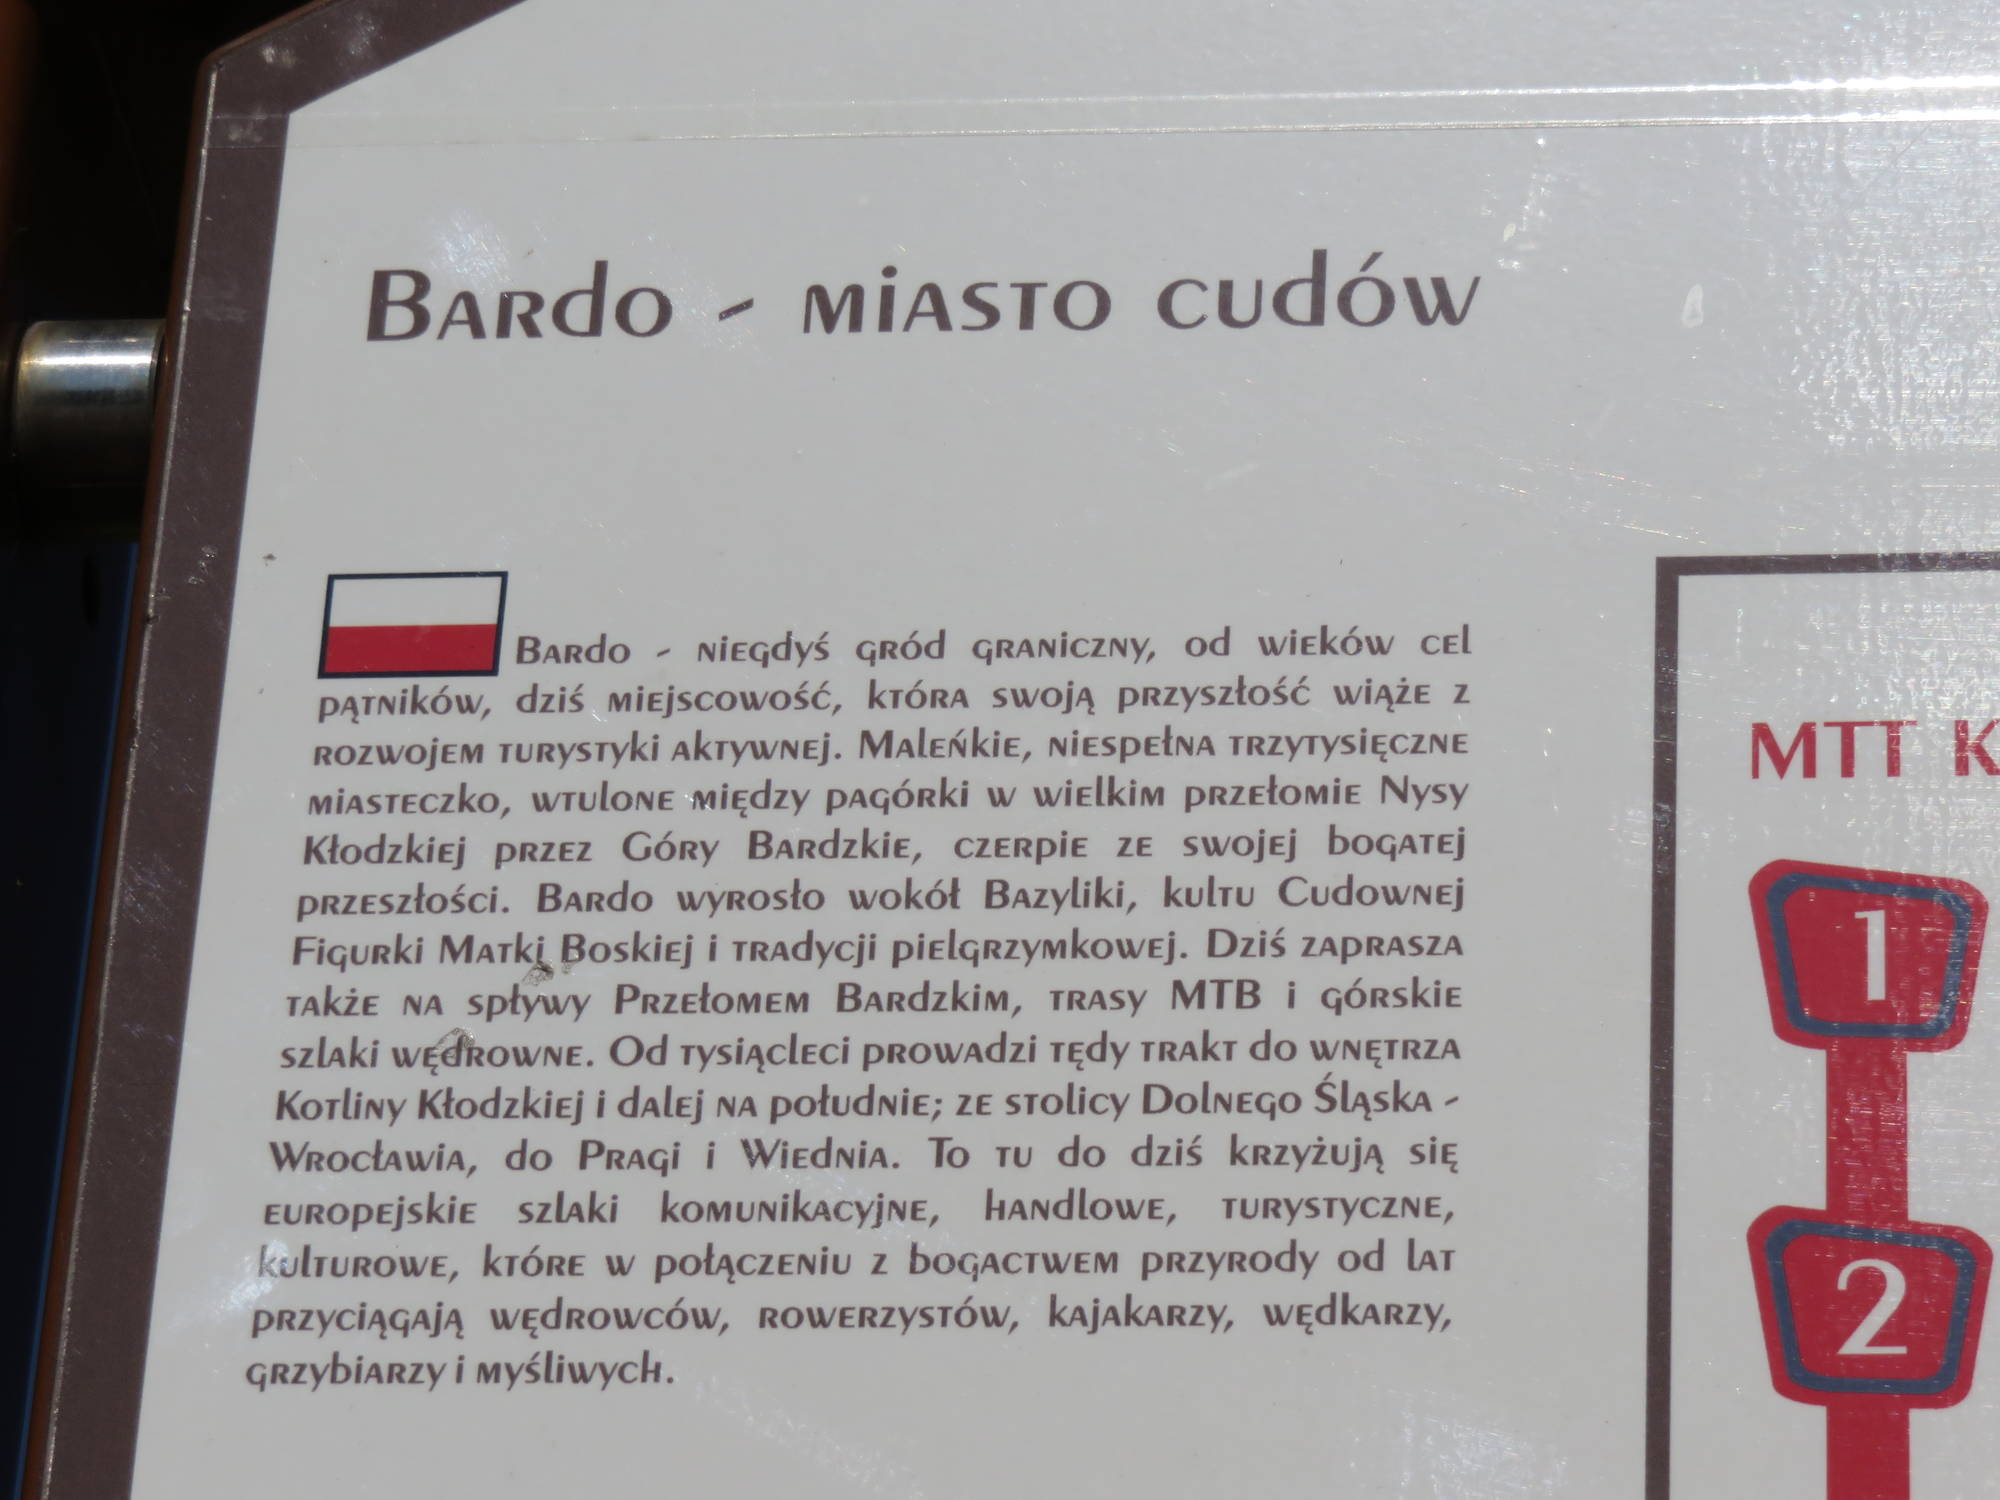 Bardo - miasto cudów
Bardo - niegdyś gród graniczny, od wieków cel
pątników, dziś miejscowość, która swoją przyszłość wiąże z
rozwojem turystyki aktywnej. Maleńkie, niespełna trzytysięczne
miasteczko, wtulone między pagórki w wielkim przełomie Nysy
Kłodzkiej przez Góry Bardzkie, czerpie ze swojej bogatej
przeszłości. Bardo wyrosło wokół Bazyliki, kultu Cudownej
Figurki Matki Boskiej i tradycji pielgrzymkowej. Dziś zaprasza
także na spływy Przełomem Bardzkim, trasy MTB i górskie
szlaki wędrowne. Od tysiącleci prowadzi tędy trakt do wnętrza
Kotliny Kłodzkiej i dalej na południe; ze stolicy Dolnego Śląska -
Wrocławia, do Pragi i Wiednia. To tu do dziś krzyżują się
europejskie szlaki komunikacyjne, handlowe, turystyczne,
kulturowe, które w połączeniu z bogactwem przyrody od lat
przyciągają wędrowców, rowerzystów, kajakarzy, wędkarzy,
grzybiarzy i myśliwych.
MTT K
1
2